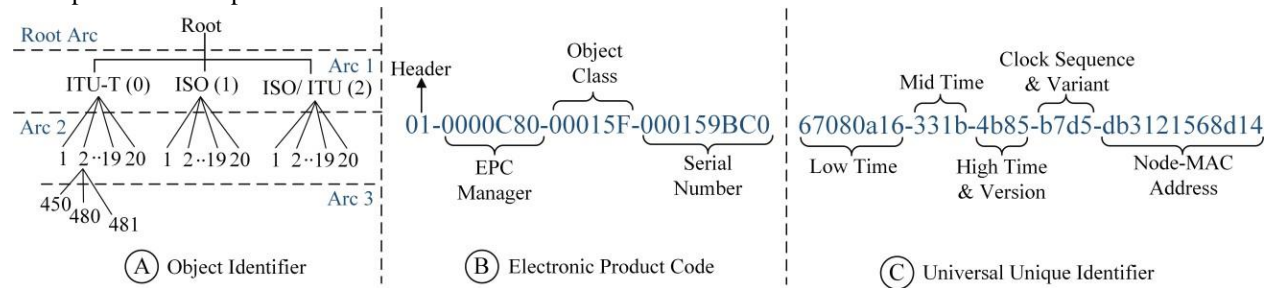 Root
Root Arc
Arc 1
ITU-T (0) ISO (1) ISO/ ITU (2)
Arc 2
1 2··19 20 1 2··19 20 1 2··19 20
Arc 3
450 480 481
A Object Identifier
Header
Object
Class
01-0000C80-00015F-000159BC0
EPC
Manager
Serial
Number
B Electronic Product Code
Clock Sequence
& Variant
Mid Time
67080a16-331b-4b85-b7d5-db3121568d14
Low Time
High Time
& Version
Node-MAC
Address
C Universal Unique Identifier